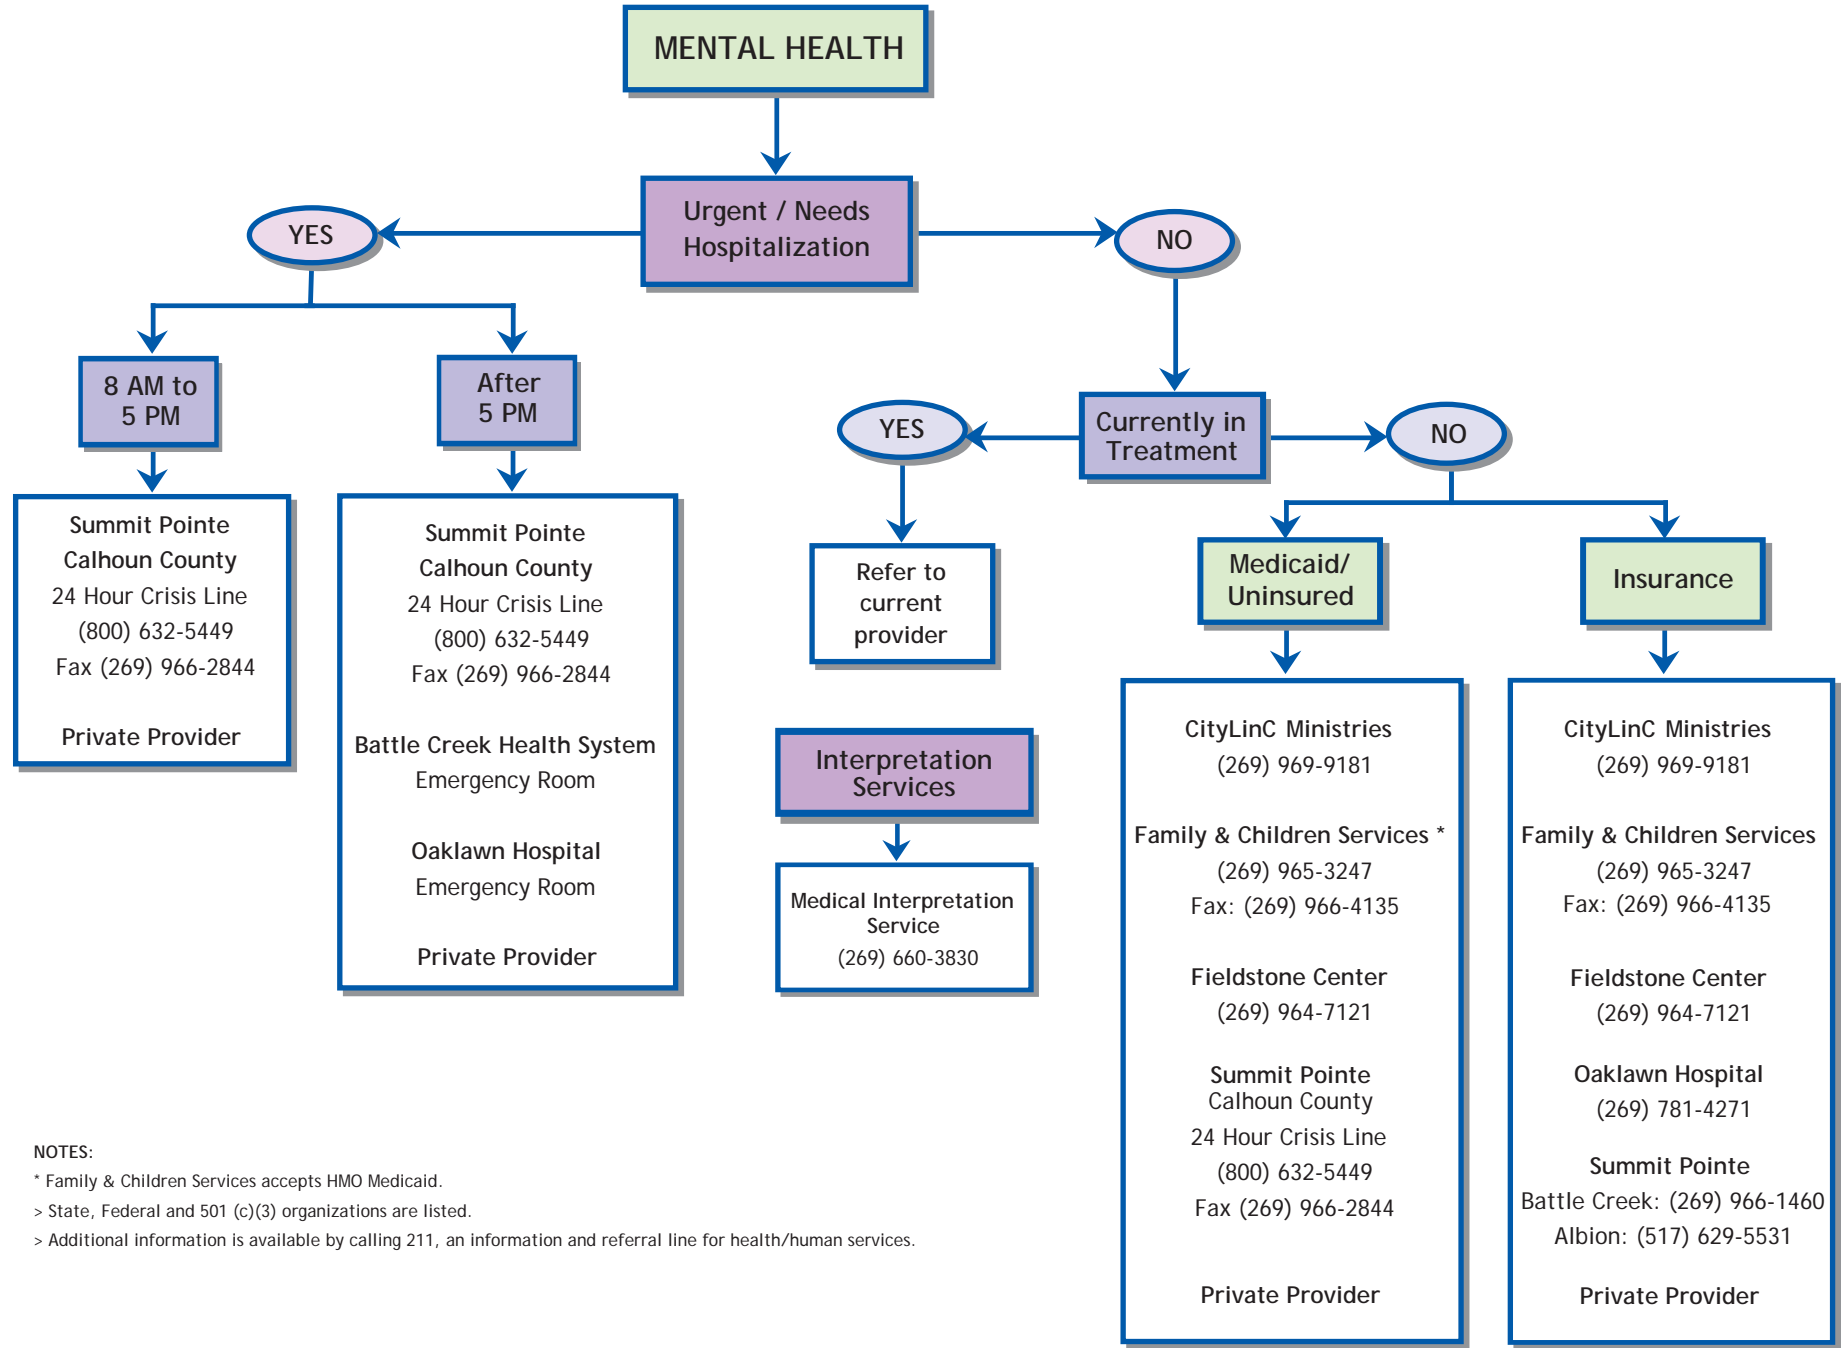 MENTAL HEALTH
Urgent / Needs
Hospitalization
YES
NO
8 AM to
5 PM
After
5 PM
Summit Pointe
Calhoun County
24 Hour Crisis Line
(800) 632-5449
Fax (269) 966-2844
Private Provider
Summit Pointe
Calhoun County
24 Hour Crisis Line
(800) 632-5449
Fax (269) 966-2844
Battle Creek Health System
Emergency Room
Oaklawn Hospital
Emergency Room
Private Provider
Currently in
Treatment
YES
NO
Refer to
current
provider
Medicaid/
Uninsured
Insurance
Interpretation
Services
Medical Interpretation
Service
(269) 660-3830
CityLinC Ministries
(269) 969-9181
Family & Children Services *
(269) 965-3247
Fax: (269) 966-4135
Fieldstone Center
(269) 964-7121
Summit Pointe
Calhoun County
24 Hour Crisis Line
(800) 632-5449
Fax (269) 966-2844
Private Provider
CityLinC Ministries
(269) 969-9181
Family & Children Services
(269) 965-3247
Fax: (269) 966-4135
Fieldstone Center
(269) 964-7121
Oaklawn Hospital
(269) 781-4271
Summit Pointe
Battle Creek: (269) 966-1460
Albion: (517) 629-5531
Private Provider
NOTES:
* Family & Children Services accepts HMO Medicaid.
> State, Federal and 501 (c)(3) organizations are listed.
> Additional information is available by calling 211, an information and referral line for health/human services.